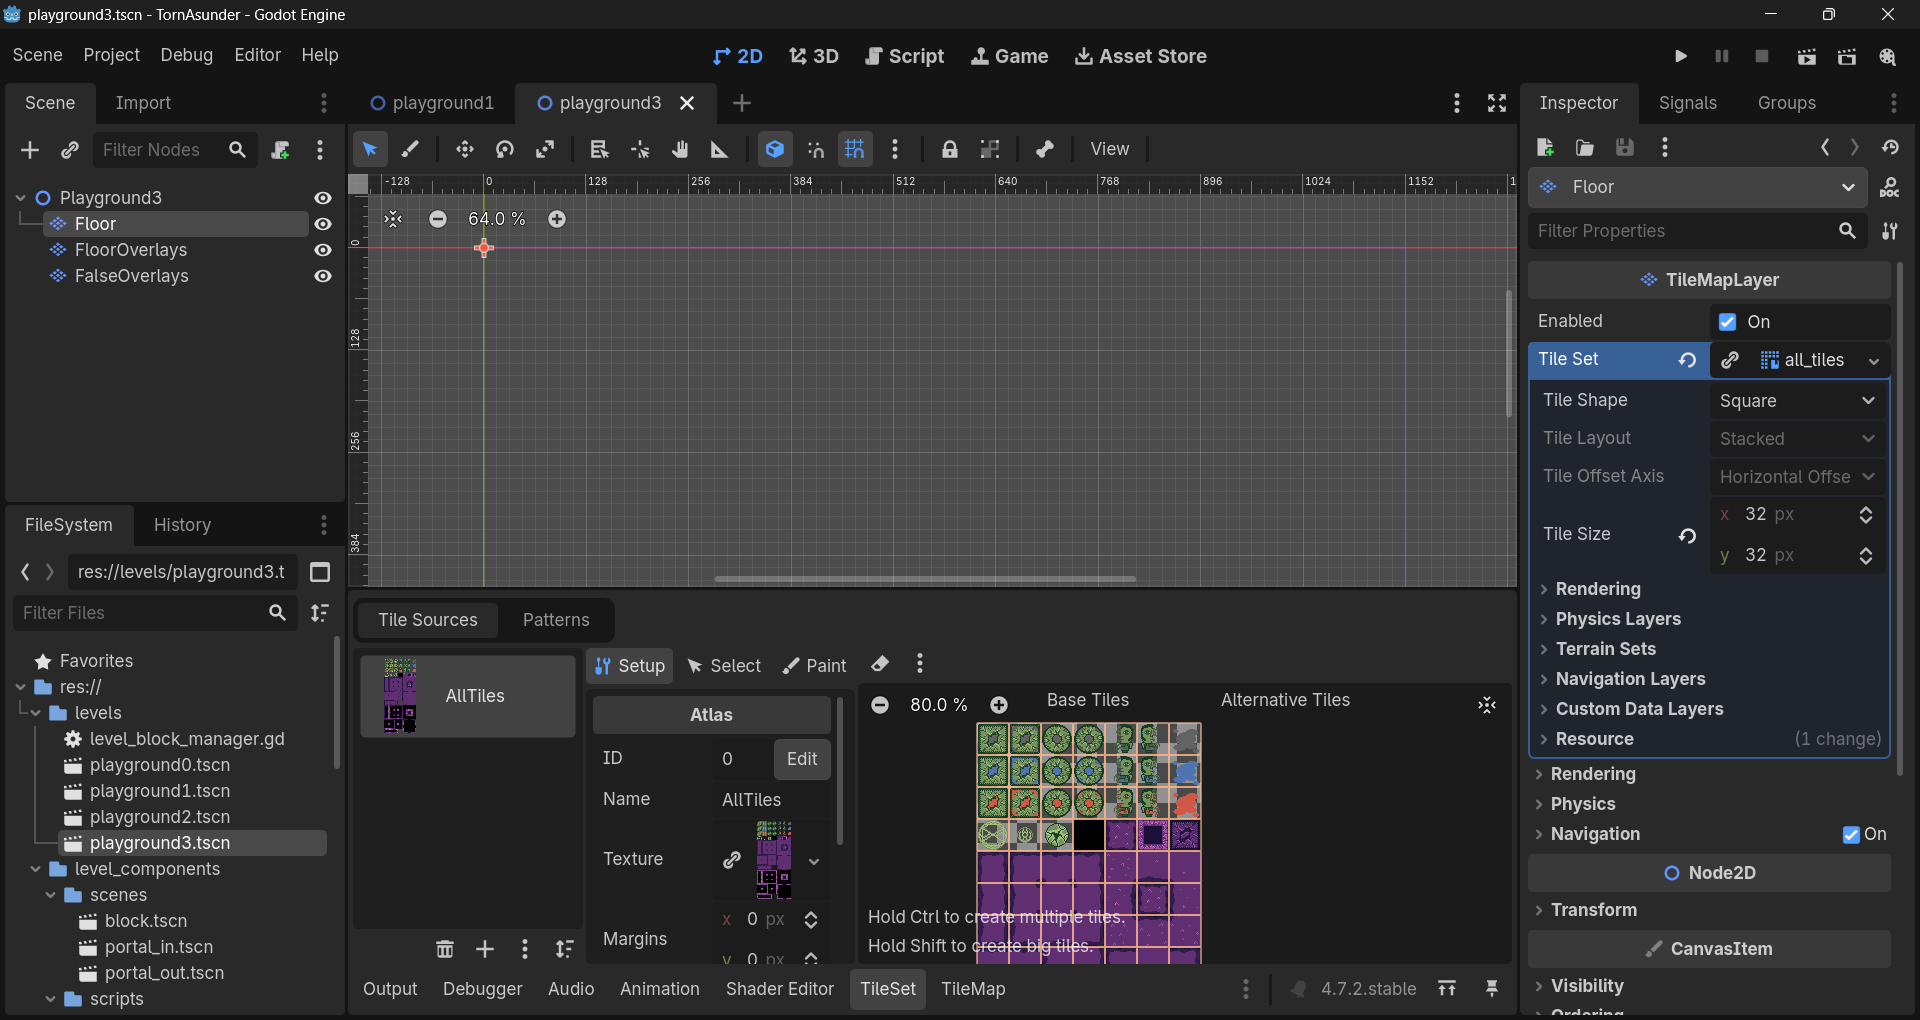 playground3.tscn - TornAsunder - Godot Engine
Scene Project Debug Editor Help
2D 3D Script Game Asset Store
Scene Import
playground1 playground3
Inspector Signals Groups
Filter Nodes
View
Playground3
Floor
FloorOverlays
FalseOverlays
-128 0 128 256 384 512 640 768 896 1024 1152 1
0
128
256
384
64.0 %
Floor
Filter Properties
TileMapLayer
Enabled On
Tile Set all_tiles
Tile Shape Square
Tile Layout Stacked
Tile Offset Axis Horizontal Offse
Tile Size
x 32 px
y 32 px
Rendering
Physics Layers
Terrain Sets
Navigation Layers
Custom Data Layers
Resource (1 change)
Rendering
Physics
Navigation On
Node2D
Transform
CanvasItem
Visibility
Ordering
FileSystem History
res://levels/playground3.t
Filter Files
Favorites
res://
levels
level_block_manager.gd
playground0.tscn
playground1.tscn
playground2.tscn
playground3.tscn
level_components
scenes
block.tscn
portal_in.tscn
portal_out.tscn
scripts
Tile Sources Patterns
AllTiles
Setup Select Paint
Atlas
ID 0 Edit
Name AllTiles
Texture
Margins
x 0 px
y 0 px
80.0 % Base Tiles Alternative Tiles
Hold Ctrl to create multiple tiles.
Hold Shift to create big tiles.
Output Debugger Audio Animation Shader Editor TileSet TileMap
4.7.2.stable